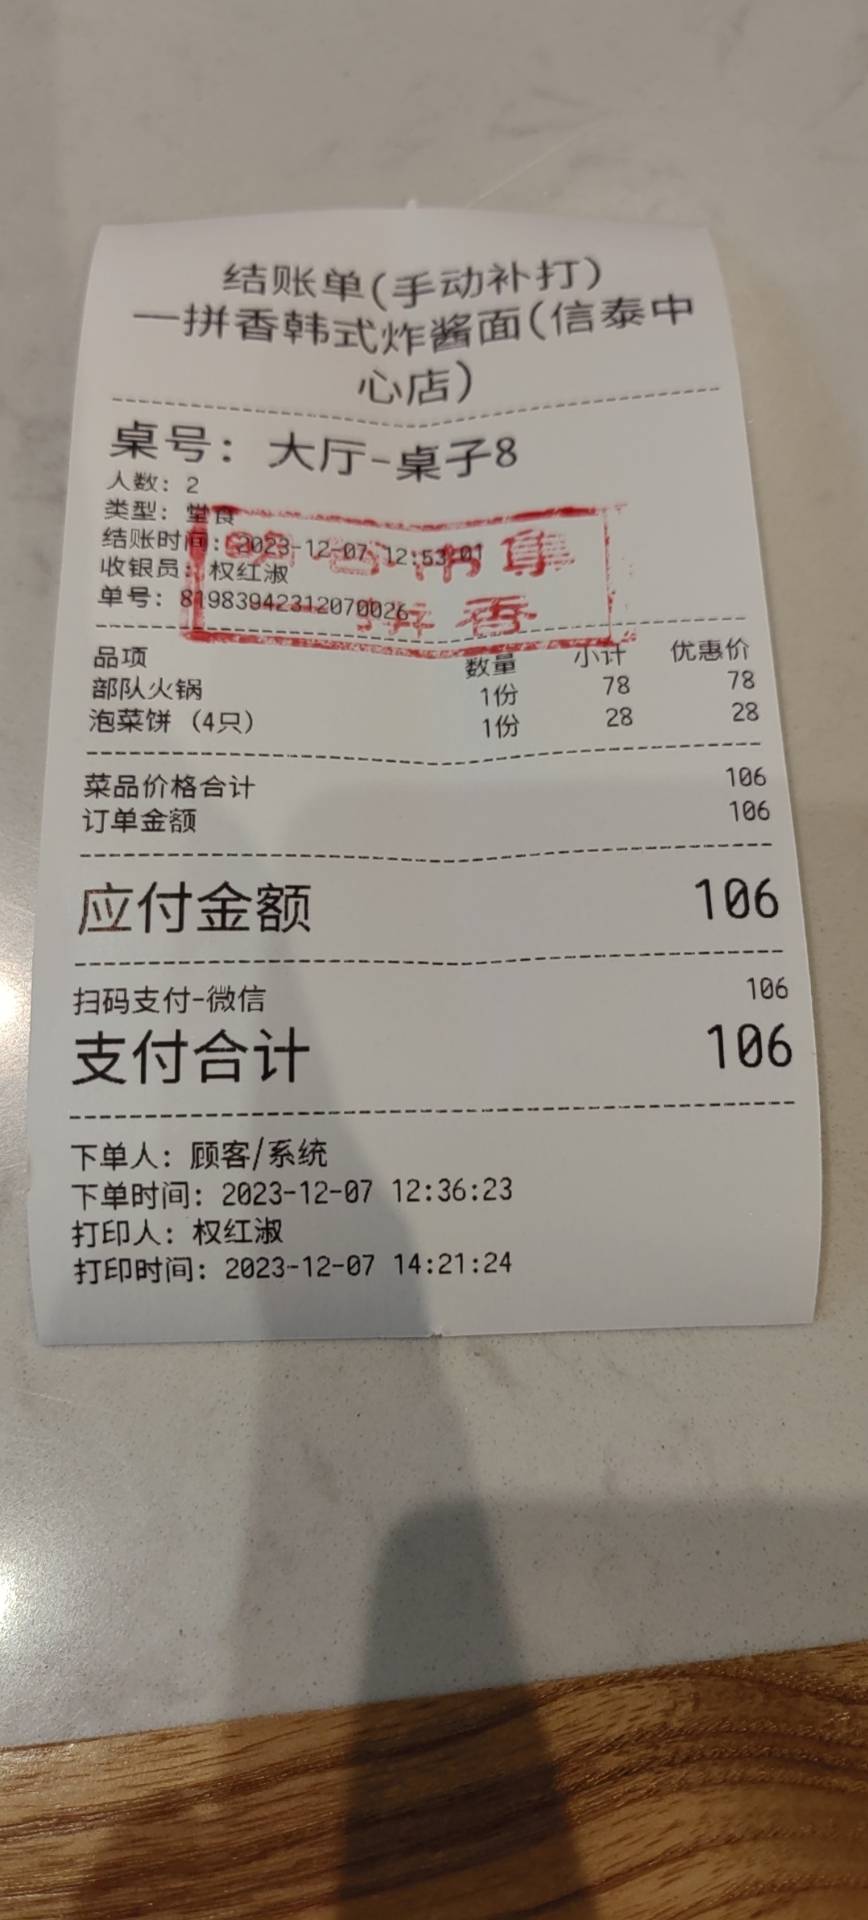 结账单(手动补打)
一拼香韩式炸酱面(信泰中
心店)
桌号: 大厅-桌子8
人数: 2
类型: 堂食
结账时间: 2023-12-07 12:53:01
收银员: 权红淑
单号: 81983942312070026
品项 数量 小计 优惠价
部队火锅 1份 78 78
泡菜饼 (4只) 1份 28 28
菜品价格合计 106
订单金额 106
应付金额 106
扫码支付-微信 106
支付合计 106
下单人: 顾客/系统
下单时间: 2023-12-07 12:36:23
打印人: 权红淑
打印时间: 2023-12-07 14:21:24